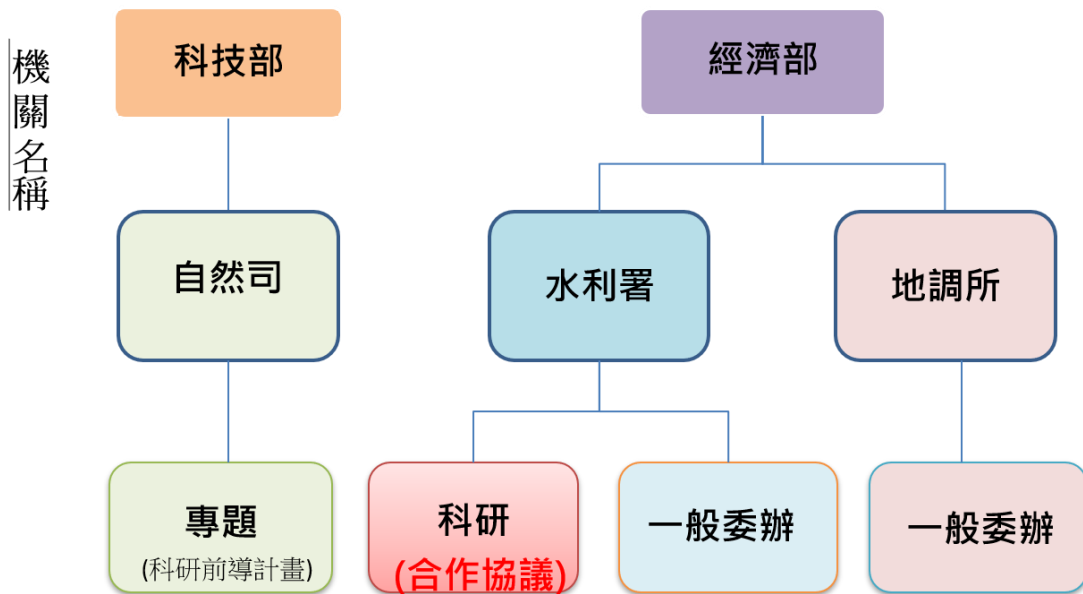 機關名稱
科技部
經濟部
自然司
水利署
地調所
專題
(科研前導計畫)
科研
(合作協議)
一般委辦
一般委辦